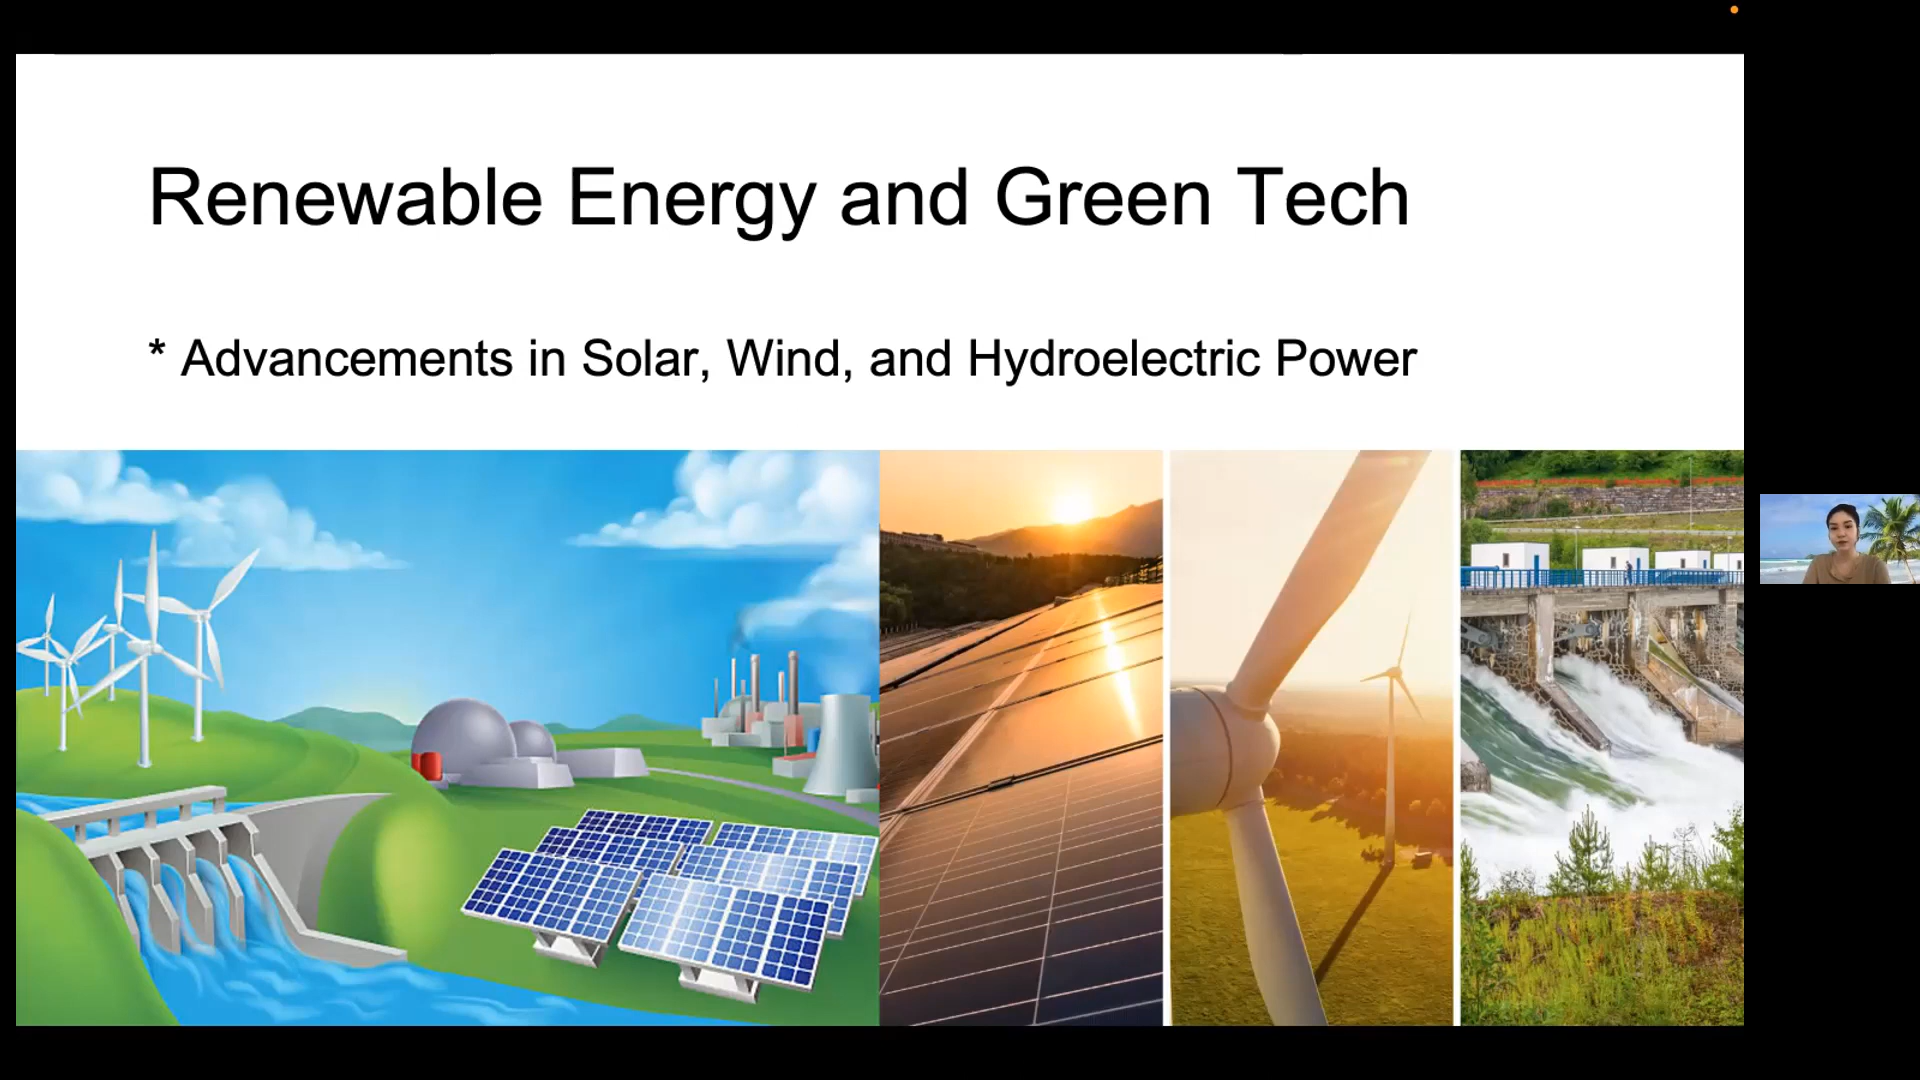 Renewable Energy and Green Tech
* Advancements in Solar, Wind, and Hydroelectric Power